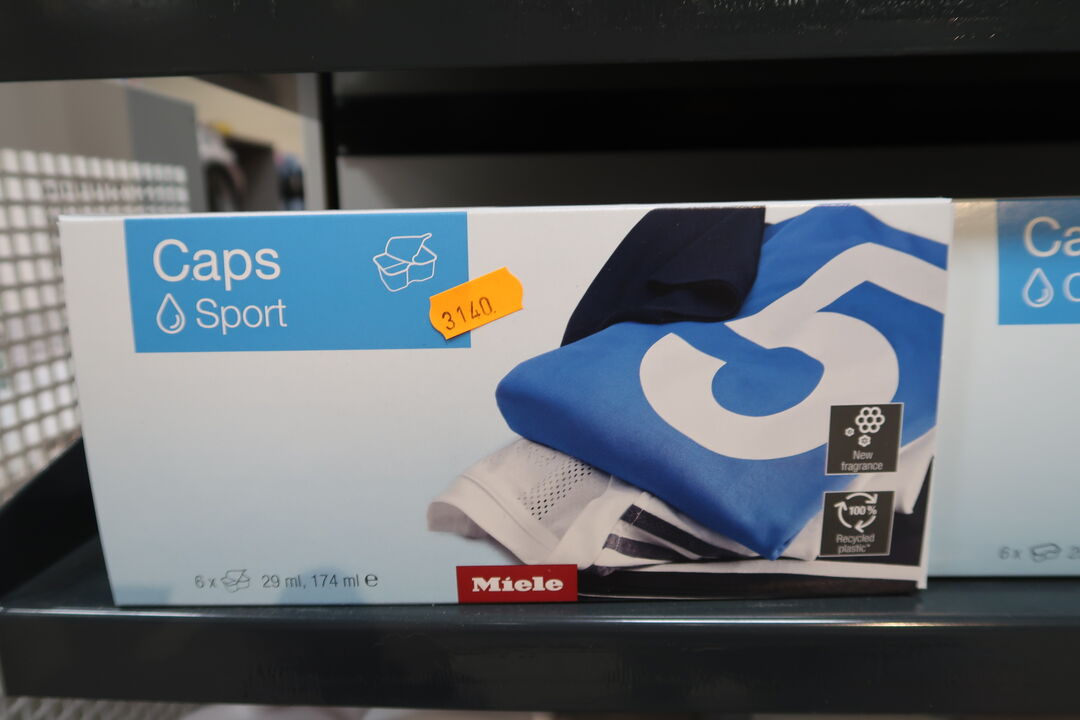 Caps
Sport
3140.
New
fragrance
100 %
Recycled
plastic*
6 x 29 ml, 174 ml ℮
Miele
Ca
6 x